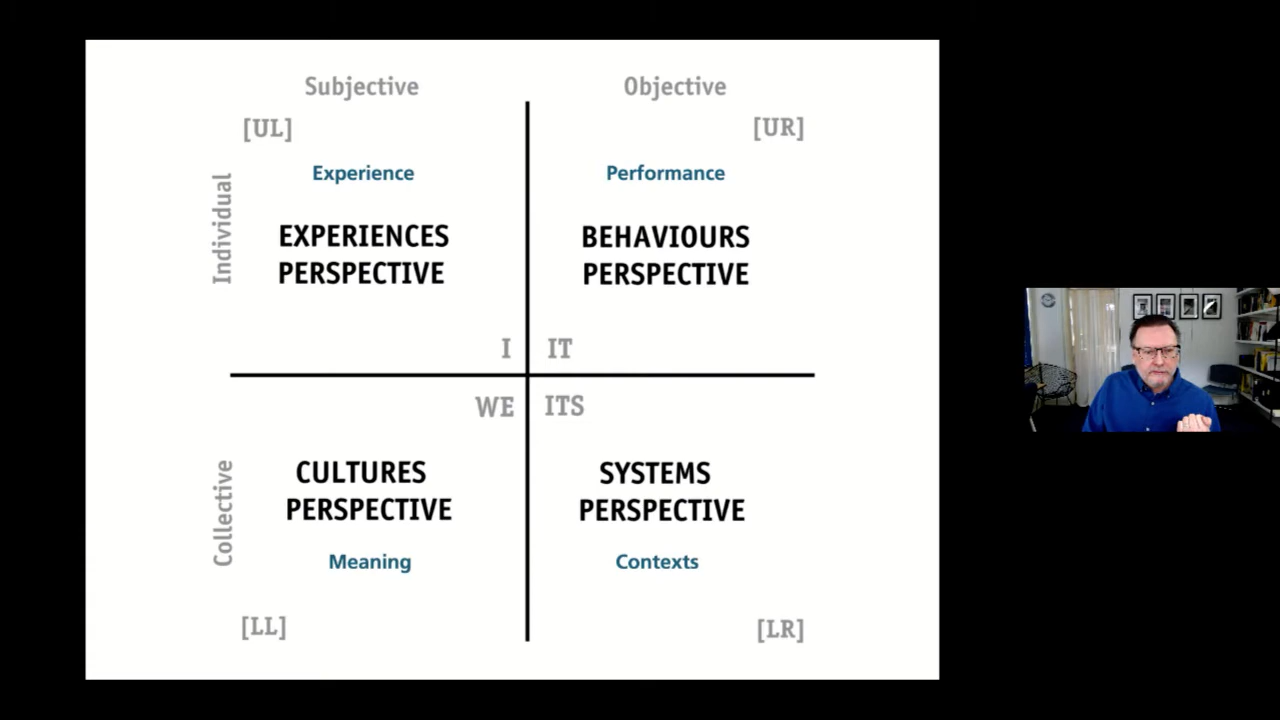 Subjective
Objective
[UL]
[UR]
Individual
Experience
Performance
EXPERIENCES
PERSPECTIVE
BEHAVIOURS
PERSPECTIVE
I
IT
WE
ITS
Collective
CULTURES
PERSPECTIVE
SYSTEMS
PERSPECTIVE
Meaning
Contexts
[LL]
[LR]